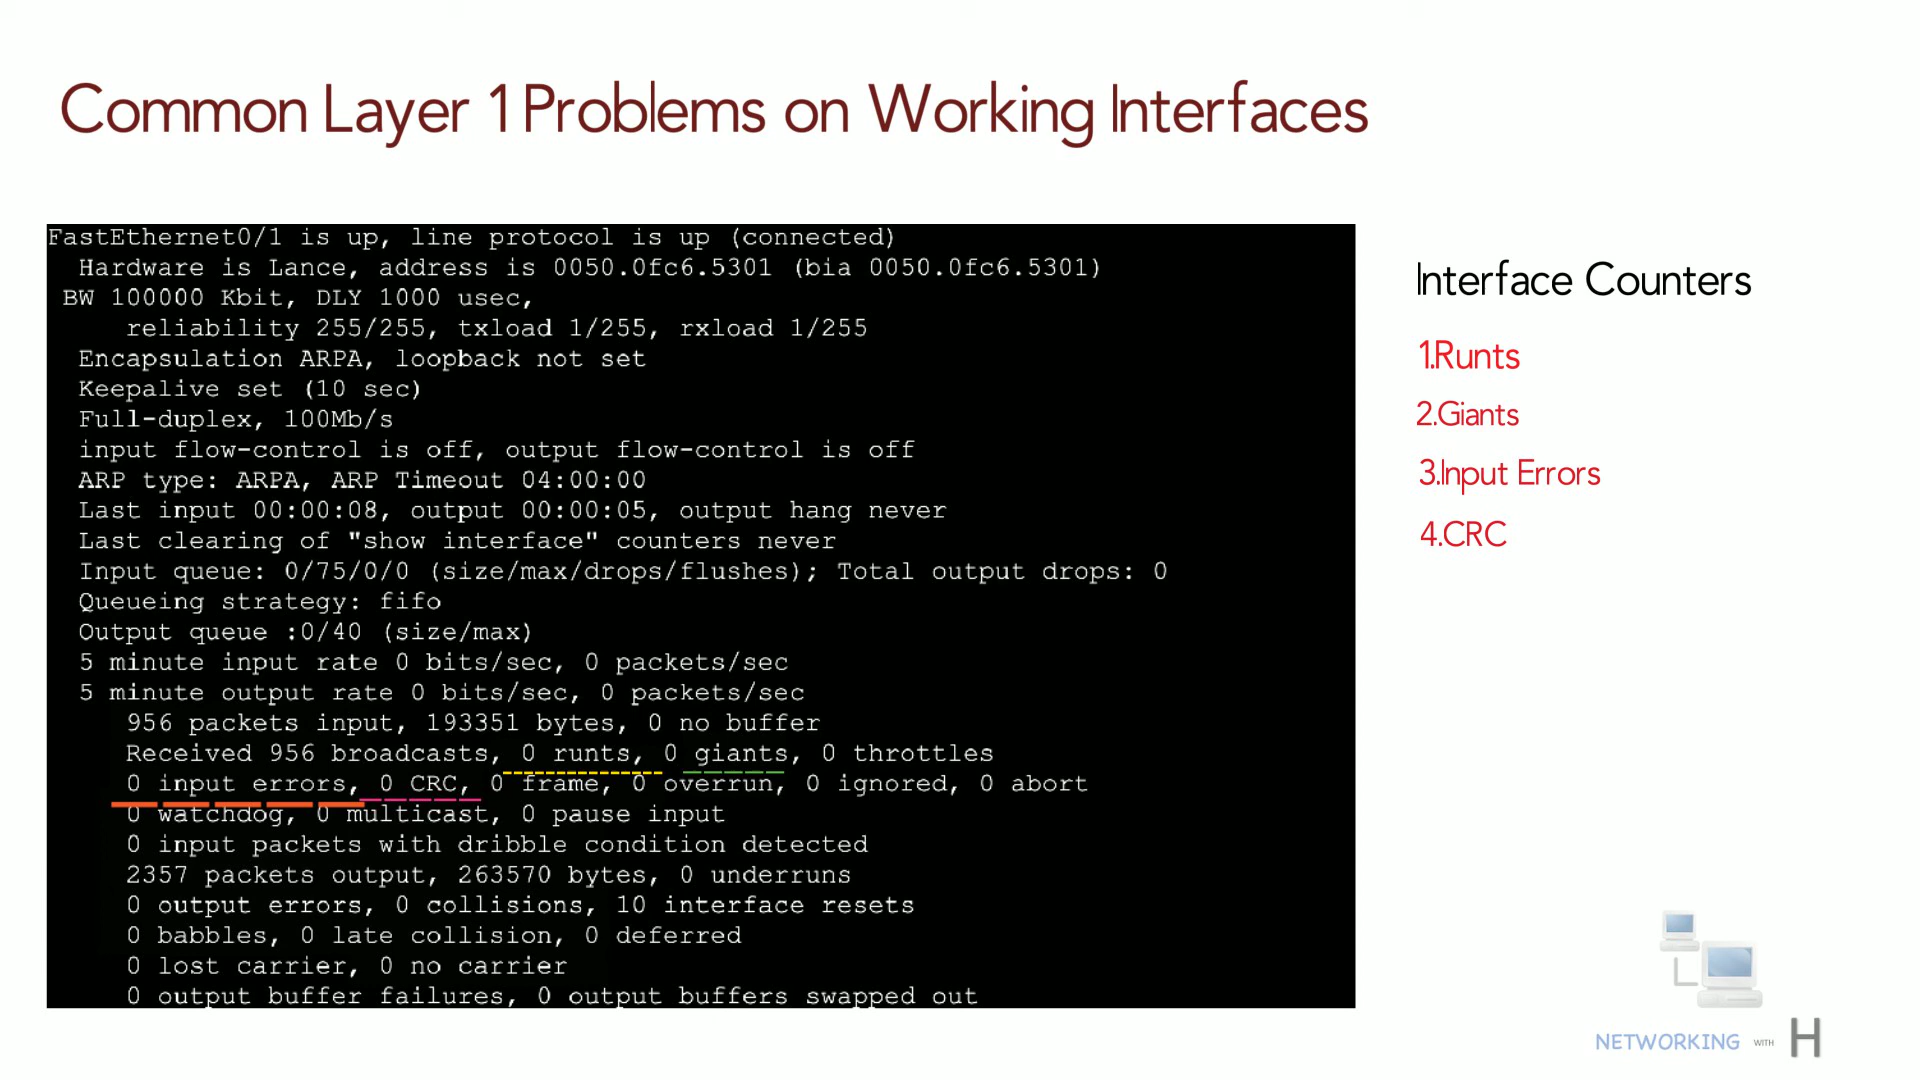 Common Layer 1 Problems on Working Interfaces
FastEthernet0/1 is up, line protocol is up (connected)
Hardware is Lance, address is 0050.0fc6.5301 (bia 0050.0fc6.5301)
BW 100000 Kbit, DLY 1000 usec,
reliability 255/255, txload 1/255, rxload 1/255
Encapsulation ARPA, loopback not set
Keepalive set (10 sec)
Full-duplex, 100Mb/s
input flow-control is off, output flow-control is off
ARP type: ARPA, ARP Timeout 04:00:00
Last input 00:00:08, output 00:00:05, output hang never
Last clearing of "show interface" counters never
Input queue: 0/75/0/0 (size/max/drops/flushes); Total output drops: 0
Queueing strategy: fifo
Output queue :0/40 (size/max)
5 minute input rate 0 bits/sec, 0 packets/sec
5 minute output rate 0 bits/sec, 0 packets/sec
956 packets input, 193351 bytes, 0 no buffer
Received 956 broadcasts, 0 runts, 0 giants, 0 throttles
0 input errors, 0 CRC, 0 frame, 0 overrun, 0 ignored, 0 abort
0 watchdog, 0 multicast, 0 pause input
0 input packets with dribble condition detected
2357 packets output, 263570 bytes, 0 underruns
0 output errors, 0 collisions, 10 interface resets
0 babbles, 0 late collision, 0 deferred
0 lost carrier, 0 no carrier
0 output buffer failures, 0 output buffers swapped out
Interface Counters
1.Runts
2.Giants
3.Input Errors
4.CRC
NETWORKING WITH H